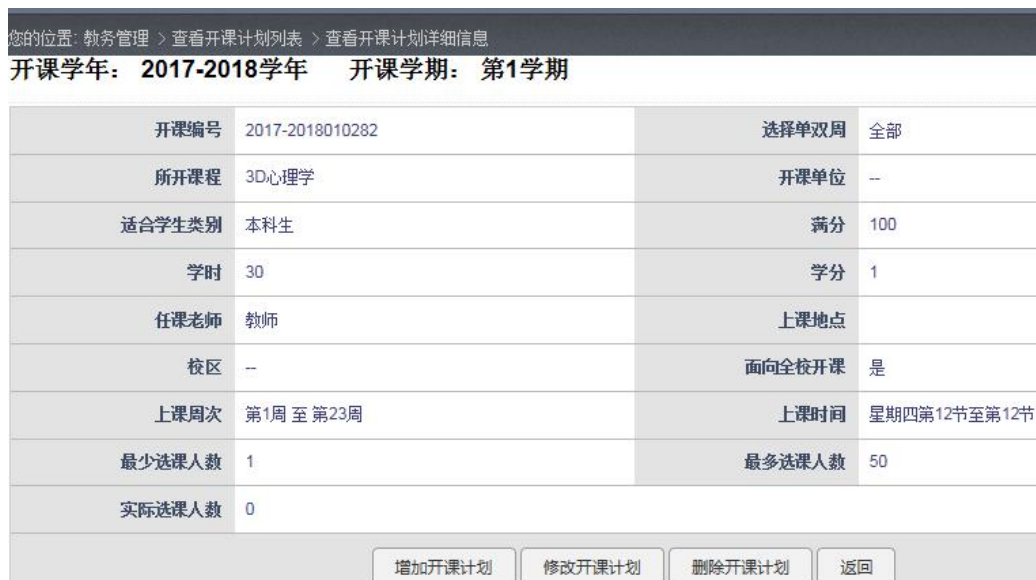 您的位置: 教务管理 > 查看开课计划列表 > 查看开课计划详细信息
开课学年： 2017-2018学年 开课学期： 第1学期
开课编号 2017-2018010282 选择单双周 全部
所开课程 3D心理学 开课单位 --
适合学生类别 本科生 满分 100
学时 30 学分 1
任课老师 教师 上课地点
校区 -- 面向全校开课 是
上课周次 第1周 至 第23周 上课时间 星期四第12节至第12节
最少选课人数 1 最多选课人数 50
实际选课人数 0
增加开课计划 修改开课计划 删除开课计划 返回